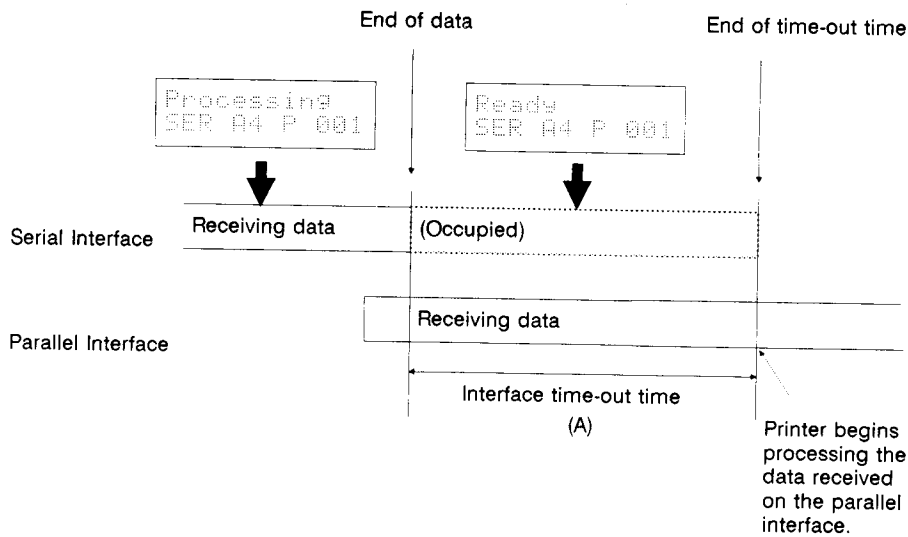 End of data
End of time-out time
Processing
SER A4 P 001
Ready
SER A4 P 001
Serial Interface
Receiving data
(Occupied)
Parallel Interface
Receiving data
Interface time-out time
(A)
Printer begins
processing the
data received
on the parallel
interface.